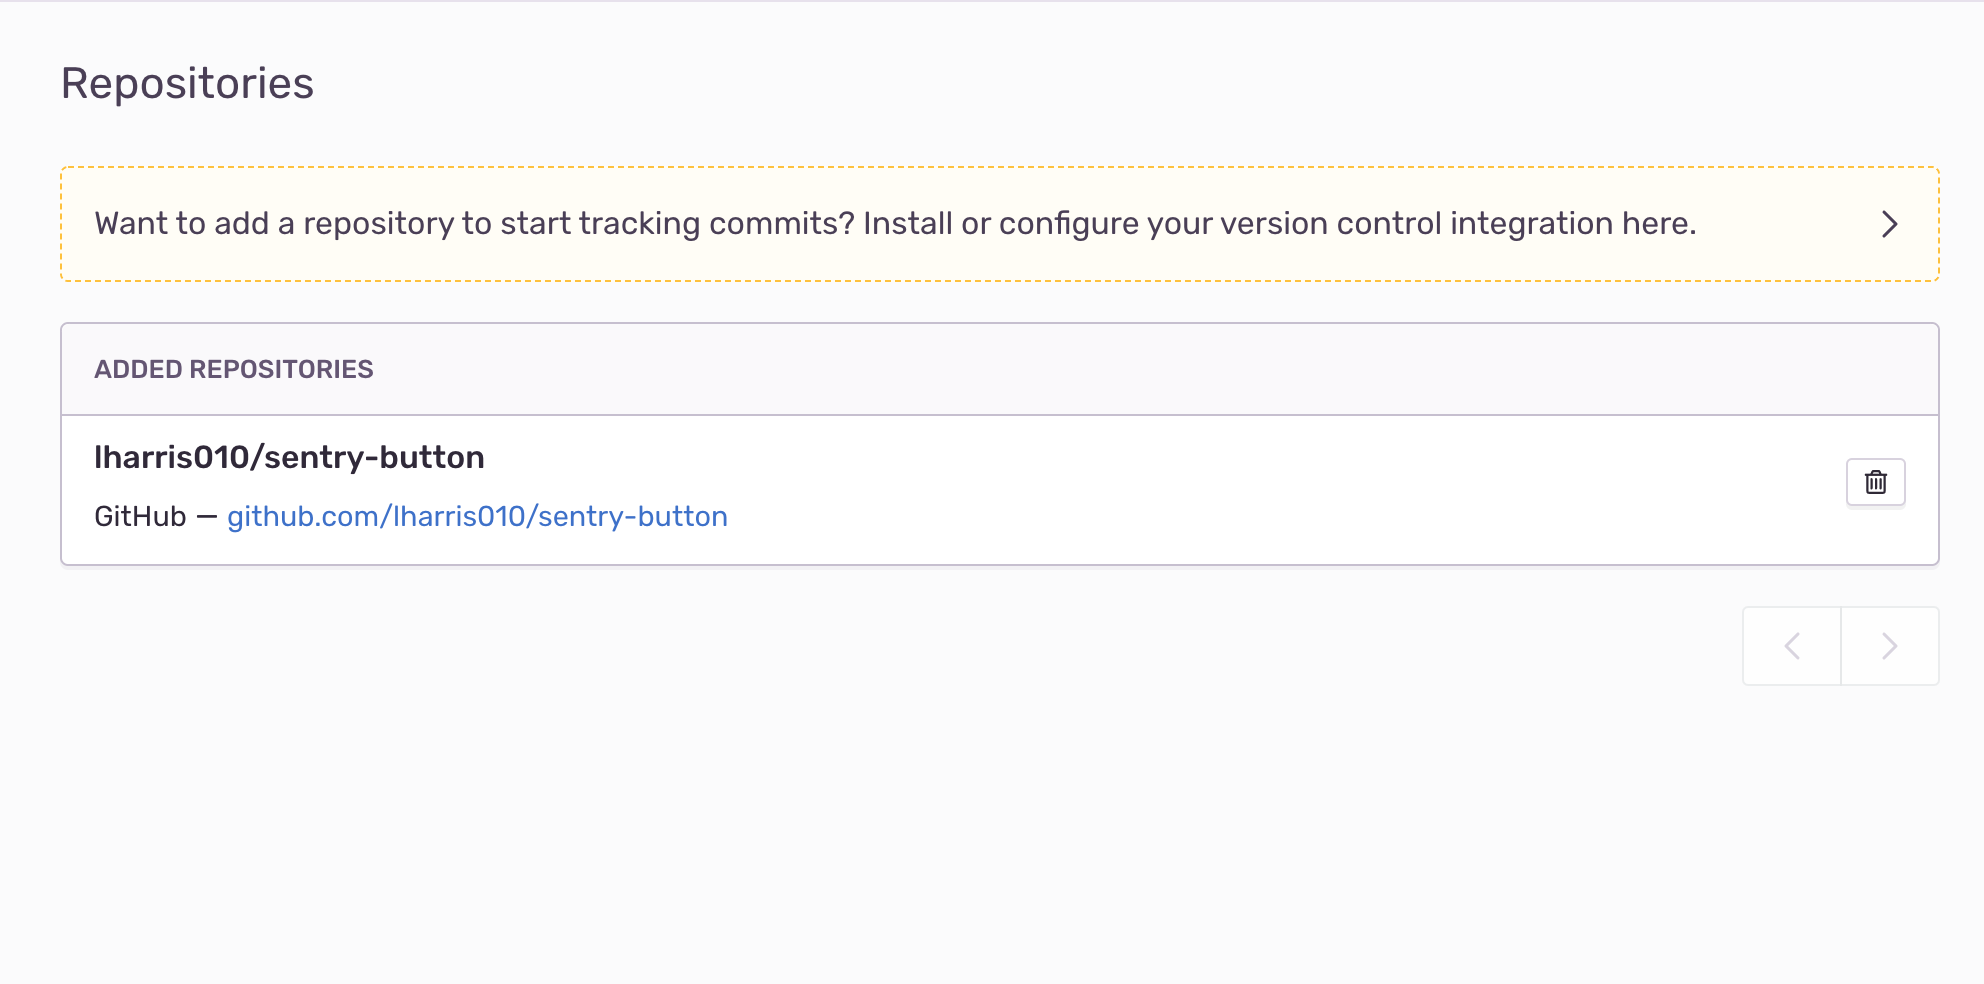 Repositories
Want to add a repository to start tracking commits? Install or configure your version control integration here.
ADDED REPOSITORIES
lharris010/sentry-button
GitHub — github.com/lharris010/sentry-button